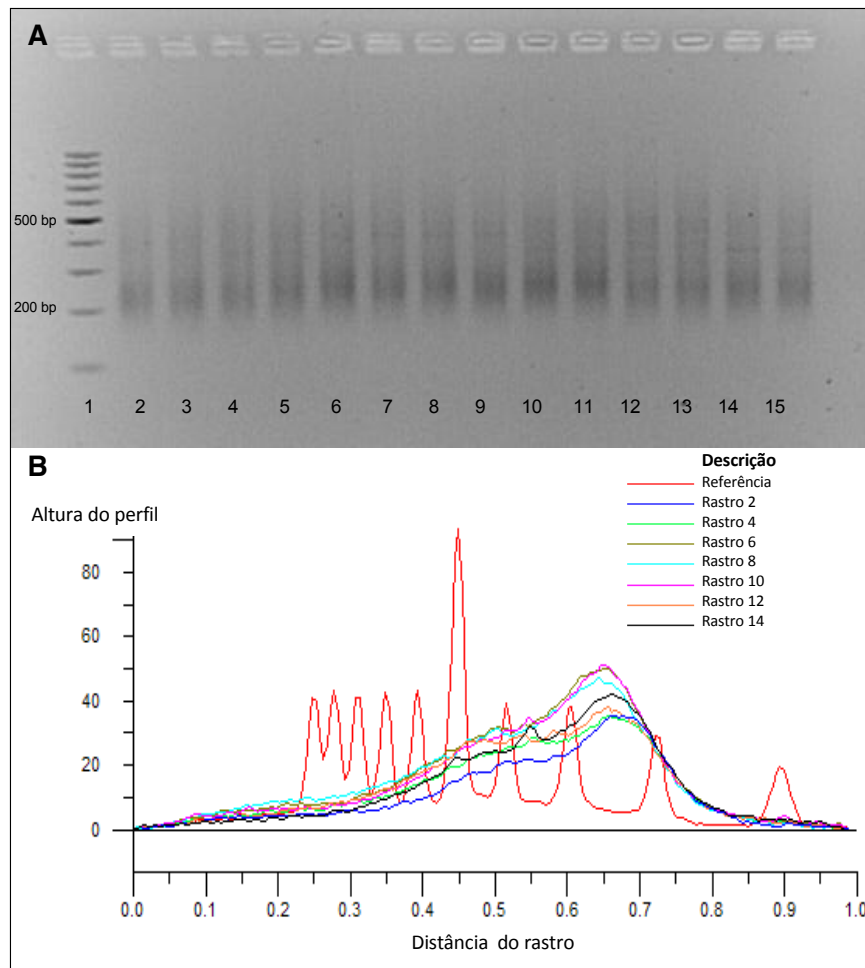 A
500 bp
200 bp
1 2 3 4 5 6 7 8 9 10 11 12 13 14 15
B
Descrição
Referência
Rastro 2
Rastro 4
Rastro 6
Rastro 8
Rastro 10
Rastro 12
Rastro 14
Altura do perfil
80
60
40
20
0
0.0 0.1 0.2 0.3 0.4 0.5 0.6 0.7 0.8 0.9 1.0
Distância do rastro